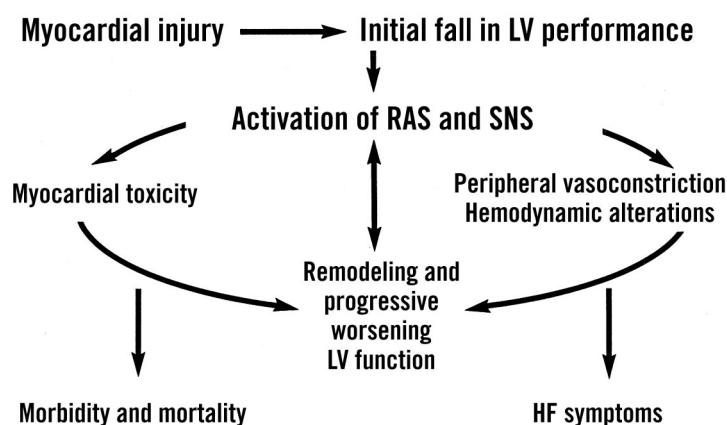 Myocardial injury
Initial fall in LV performance
Activation of RAS and SNS
Myocardial toxicity
Peripheral vasoconstriction
Hemodynamic alterations
Remodeling and
progressive
worsening
LV function
Morbidity and mortality
HF symptoms